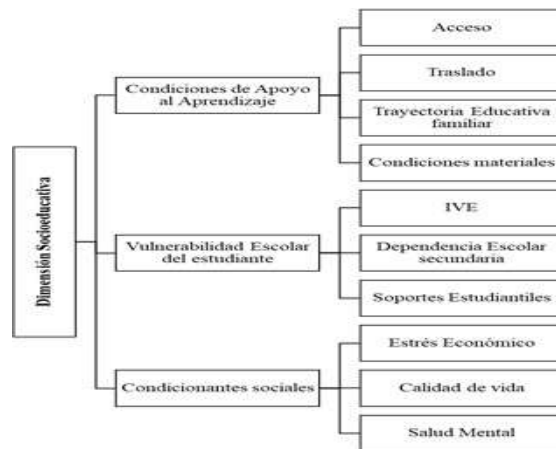 Dimensión Socioeducativa
Condiciones de Apoyo
al Aprendizaje
Acceso
Traslado
Trayectoria Educativa
familiar
Condiciones materiales
Vulnerabilidad Escolar
del estudiante
IVE
Dependencia Escolar
secundaria
Soportes Estudiantiles
Condicionantes sociales
Estrés Económico
Calidad de vida
Salud Mental